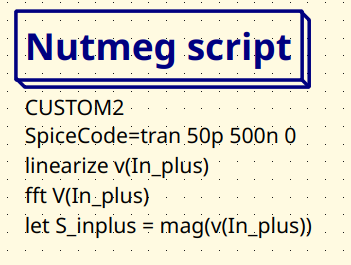 Nutmeg script
CUSTOM2
SpiceCode=tran 50p 500n 0
linearize v(In_plus)
fft V(In_plus)
let S_inplus = mag(v(In_plus))